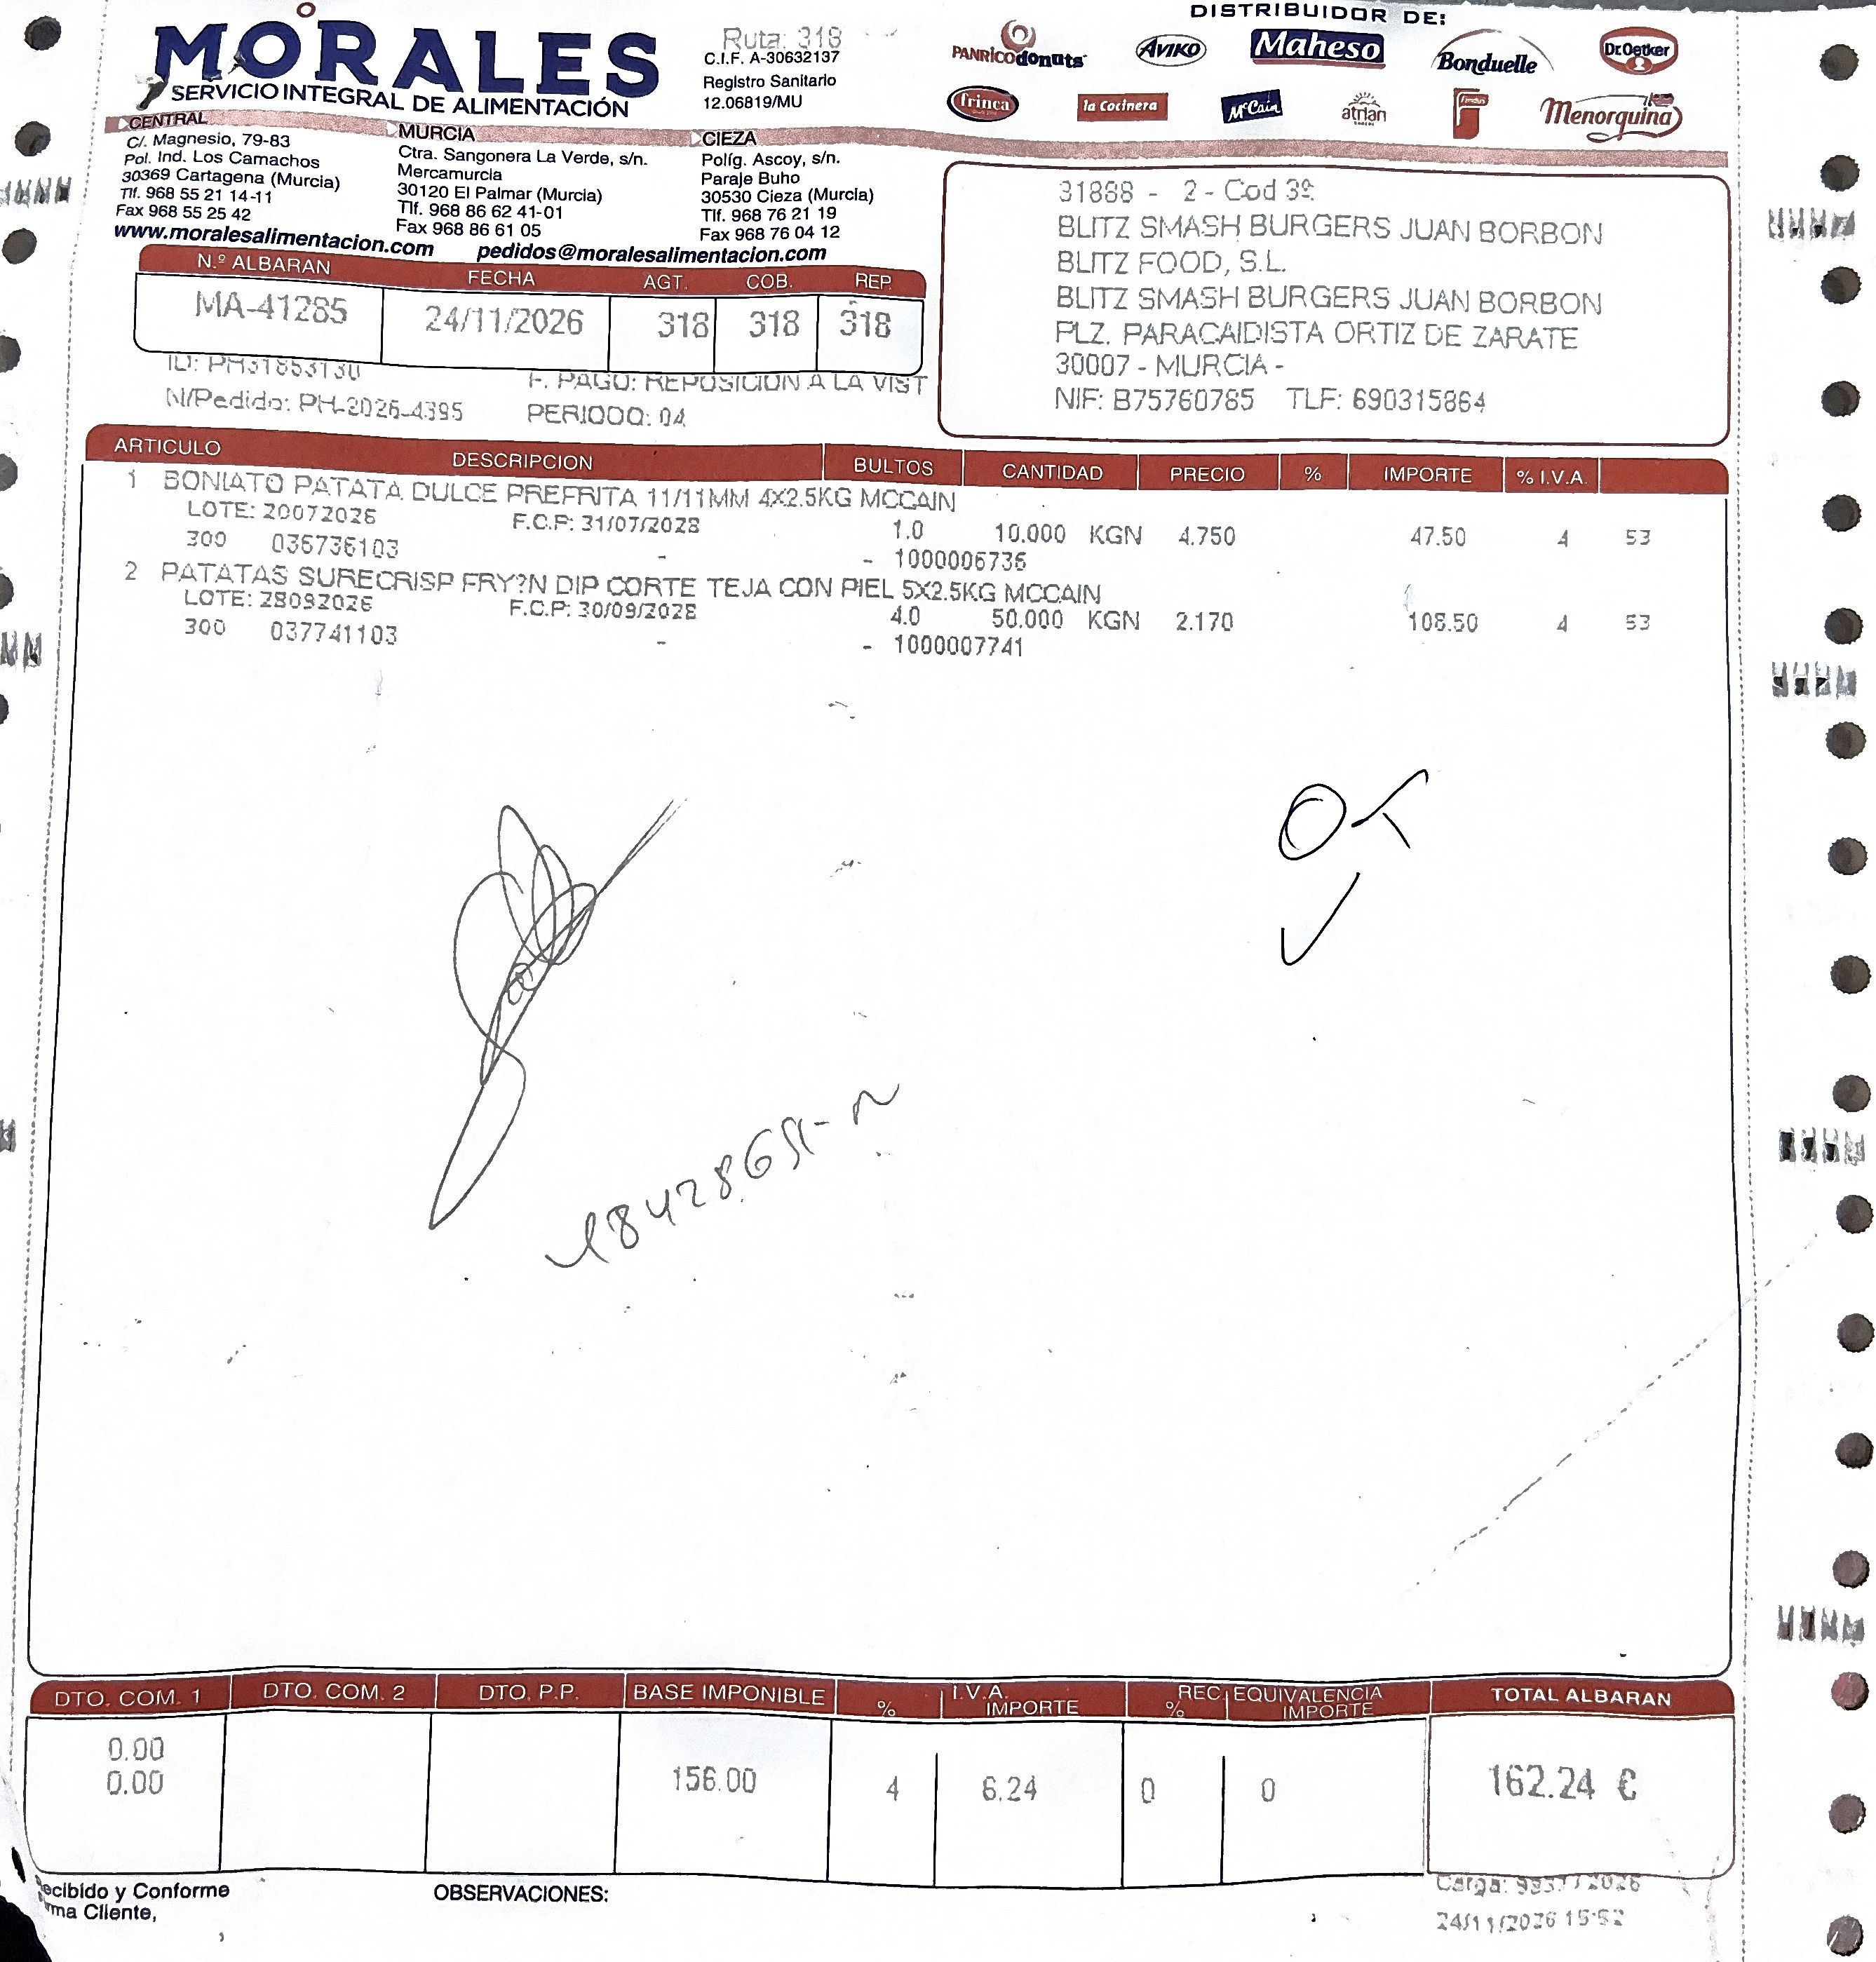 DISTRIBUIDOR DE:
MORALES
SERVICIO INTEGRAL DE ALIMENTACIÓN
Ruta: 318
C.I.F. A-30632137
Registro Sanitario
12.06819/MU
PANRICO donuts
AVIKO
Maheso
Bonduelle
Dr. Oetker
frinca
la Cocinera
McCain
atrian
findus
Menorquina
CENTRAL
C/. Magnesio, 79-83
Pol. Ind. Los Camachos
30369 Cartagena (Murcia)
Tlf. 968 55 21 14-11
Fax 968 55 25 42
MURCIA
Ctra. Sangonera La Verde, s/n.
Mercamurcia
30120 El Palmar (Murcia)
Tlf. 968 86 62 41-01
Fax 968 86 61 05
CIEZA
Políg. Ascoy, s/n.
Paraje Buho
30530 Cieza (Murcia)
Tlf. 968 76 21 19
Fax 968 76 04 12
www.moralesalimentacion.com pedidos@moralesalimentacion.com
31888 - 2 - Cod 3º:
BLITZ SMASH BURGERS JUAN BORBON
BLITZ FOOD, S.L.
BLITZ SMASH BURGERS JUAN BORBON
PLZ. PARACAIDISTA ORTIZ DE ZARATE
30007 - MURCIA -
NIF: B75760785 TLF: 690315864
N.º ALBARAN FECHA AGT. COB. REP.
MA-41285 24/11/2026 318 318 318
ID: PH31853130 F. PAGO: REPOSICION A LA VIST
N/Pedido: PH-2026-4395 PERIODO: 04
ARTICULO DESCRIPCION BULTOS CANTIDAD PRECIO % IMPORTE % I.V.A.
1 BONIATO PATATA DULCE PREFRITA 11/11MM 4X2.5KG MCCAIN
LOTE: 20072026 F.C.P: 31/07/2028 1.0 10.000 KGN 4.750 47.50 4 53
300 036736103 - - 1000006736
2 PATATAS SURECRISP FRY?N DIP CORTE TEJA CON PIEL 5X2.5KG MCCAIN
LOTE: 28092026 F.C.P: 30/09/2028 4.0 50.000 KGN 2.170 108.50 4 53
300 037741103 - - 1000007741
OK
DTO. COM. 1 DTO. COM. 2 DTO. P.P. BASE IMPONIBLE % I.V.A. IMPORTE % REC. EQUIVALENCIA IMPORTE TOTAL ALBARAN
0.00
0.00 156.00 4 6.24 0 0 162.24 €
ecibido y Conforme
rma Cliente,
OBSERVACIONES:
Carga:
24/11/2026 15:52